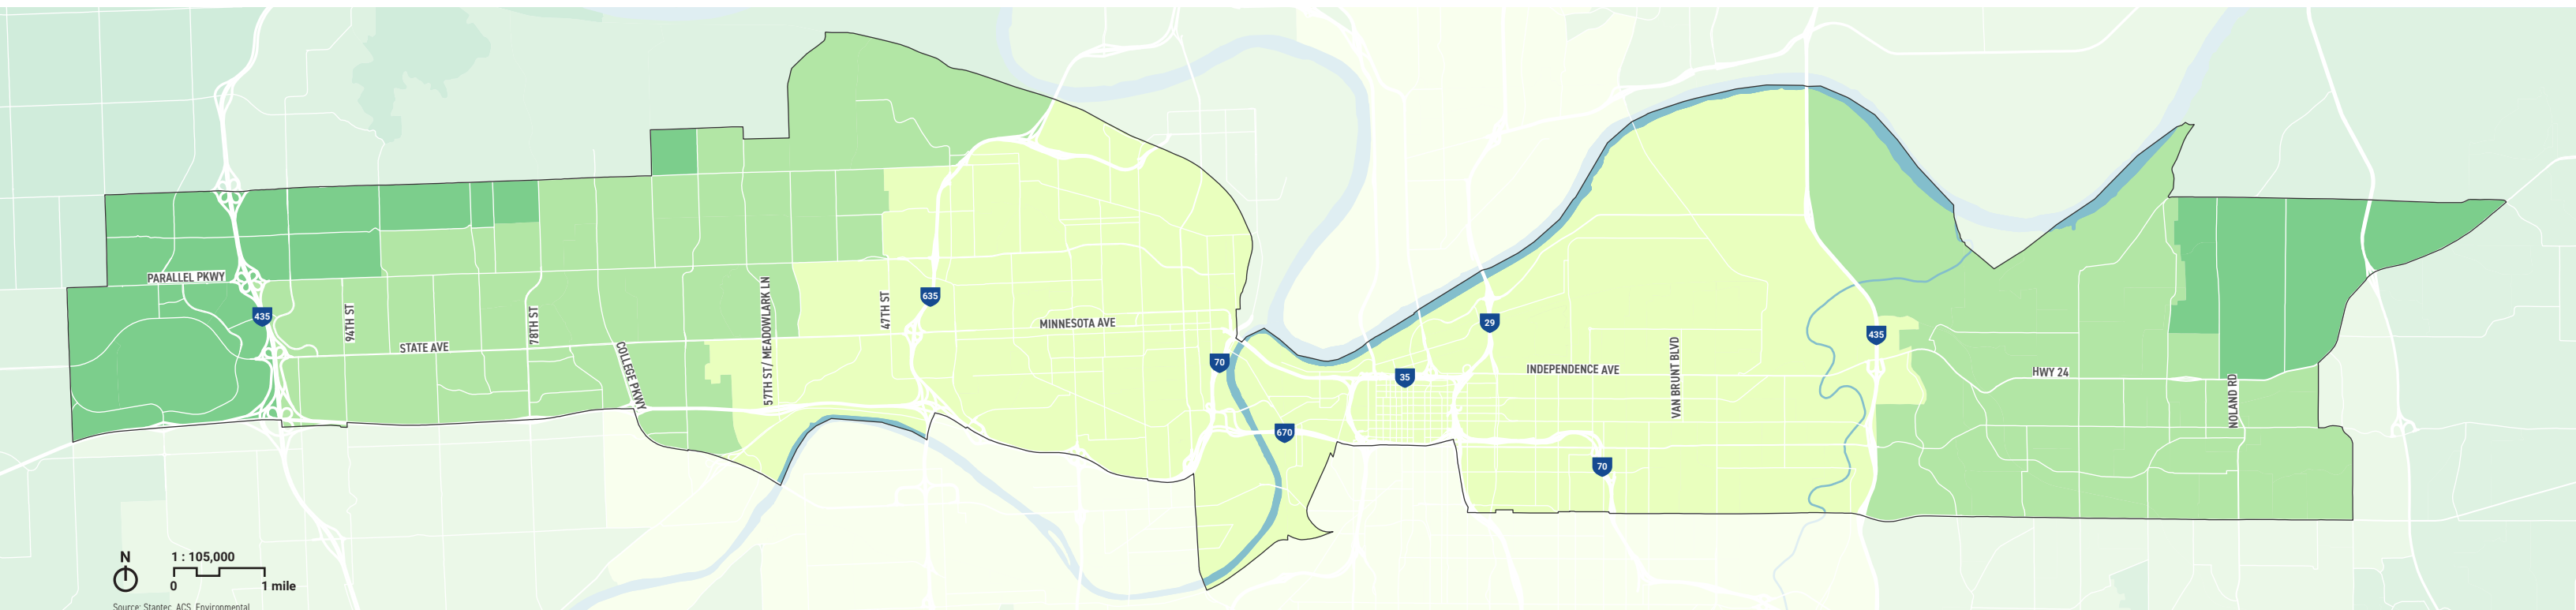 PARALLEL PKWY
435
94TH ST
STATE AVE
78TH ST
COLLEGE PKWY
57TH ST/ MEADOWLARK LN
47TH ST
635
MINNESOTA AVE
70
670
35
29
INDEPENDENCE AVE
70
VAN BRUNT BLVD
435
HWY 24
NOLAND RD
N
1 : 105,000
0 1 mile
Source: Stantec, ACS, Environmental